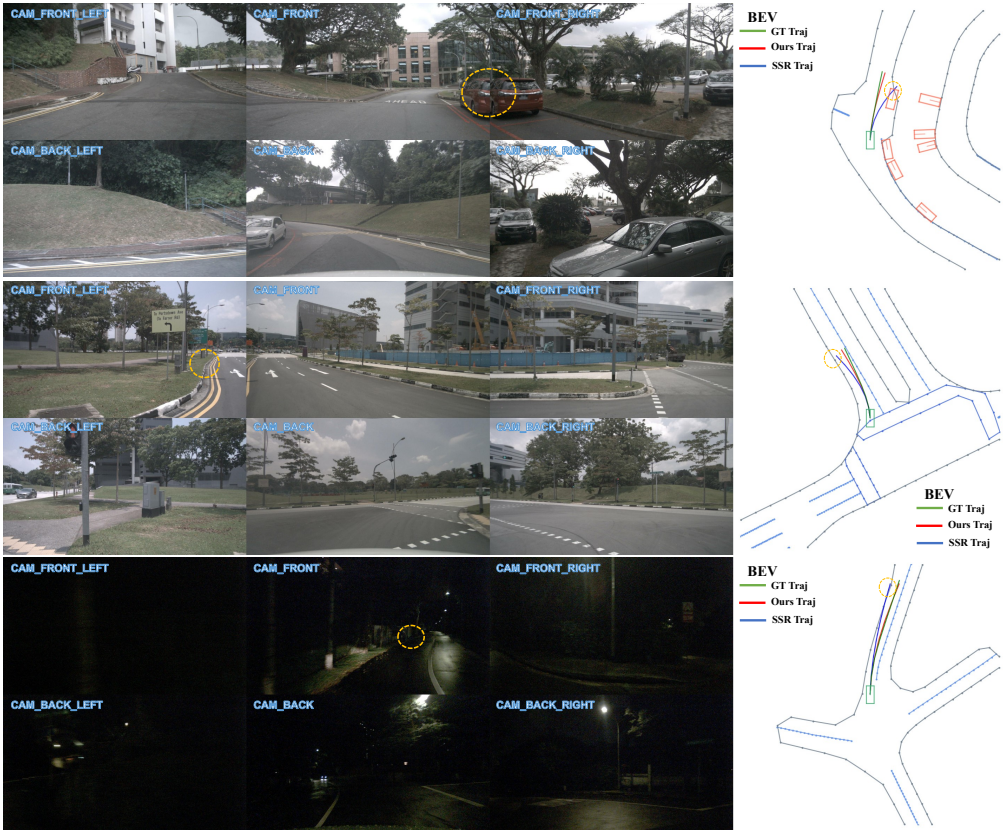 CAM_FRONT_LEFT
CAM_FRONT
CAM_FRONT_RIGHT
AHEAD
CAM_BACK_LEFT
CAM_BACK
CAM_BACK_RIGHT
BEV
GT Traj
Ours Traj
SSR Traj
CAM_FRONT_LEFT
CAM_FRONT
CAM_FRONT_RIGHT
CAM_BACK_LEFT
CAM_BACK
CAM_BACK_RIGHT
BEV
GT Traj
Ours Traj
SSR Traj
CAM_FRONT_LEFT
CAM_FRONT
CAM_FRONT_RIGHT
CAM_BACK_LEFT
CAM_BACK
CAM_BACK_RIGHT
BEV
GT Traj
Ours Traj
SSR Traj